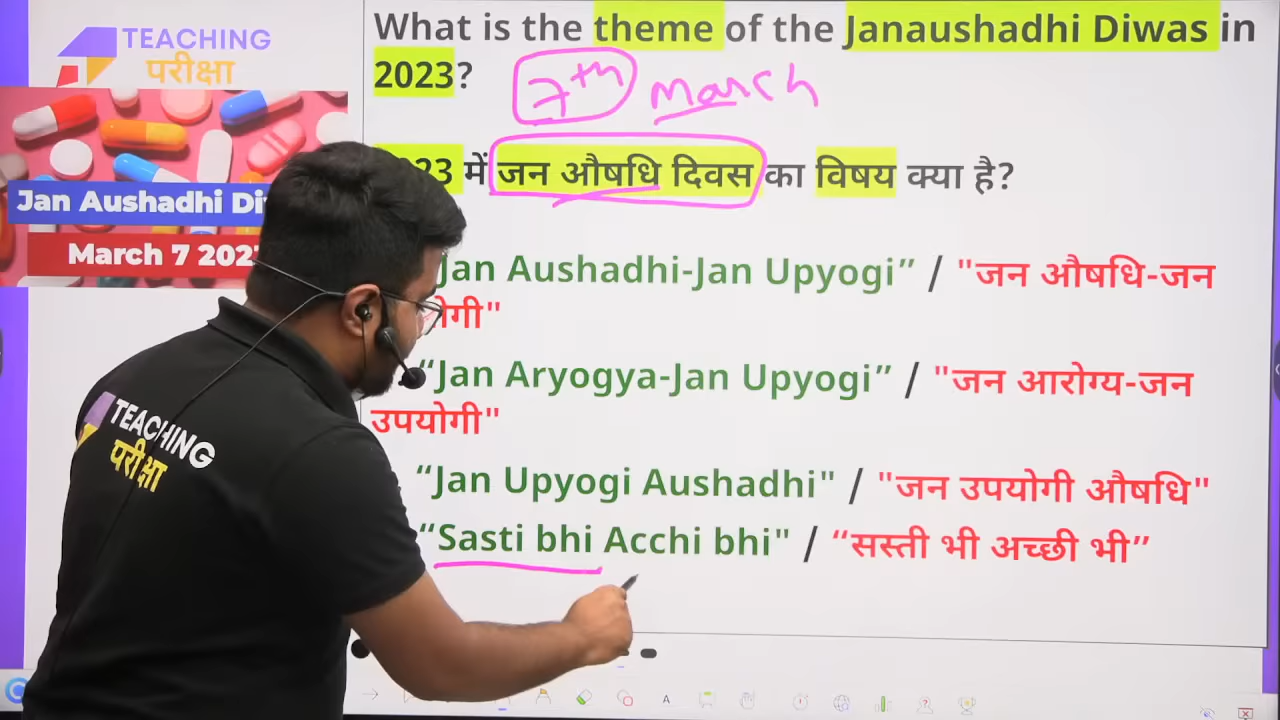 TEACHING
परीक्षा
What is the theme of the Janaushadhi Diwas in
2023?
7th March
में जन औषधि दिवस का विषय क्या है?
Jan Aushadhi
March 7
Jan Aushadhi-Jan Upyogi” / "जन औषधि-जन
“Jan Aryogya-Jan Upyogi” / "जन आरोग्य-जन
उपयोगी"
“Jan Upyogi Aushadhi" / "जन उपयोगी औषधि"
“Sasti bhi Acchi bhi" / “सस्ती भी अच्छी भी”
TEACHING
परीक्षा
A